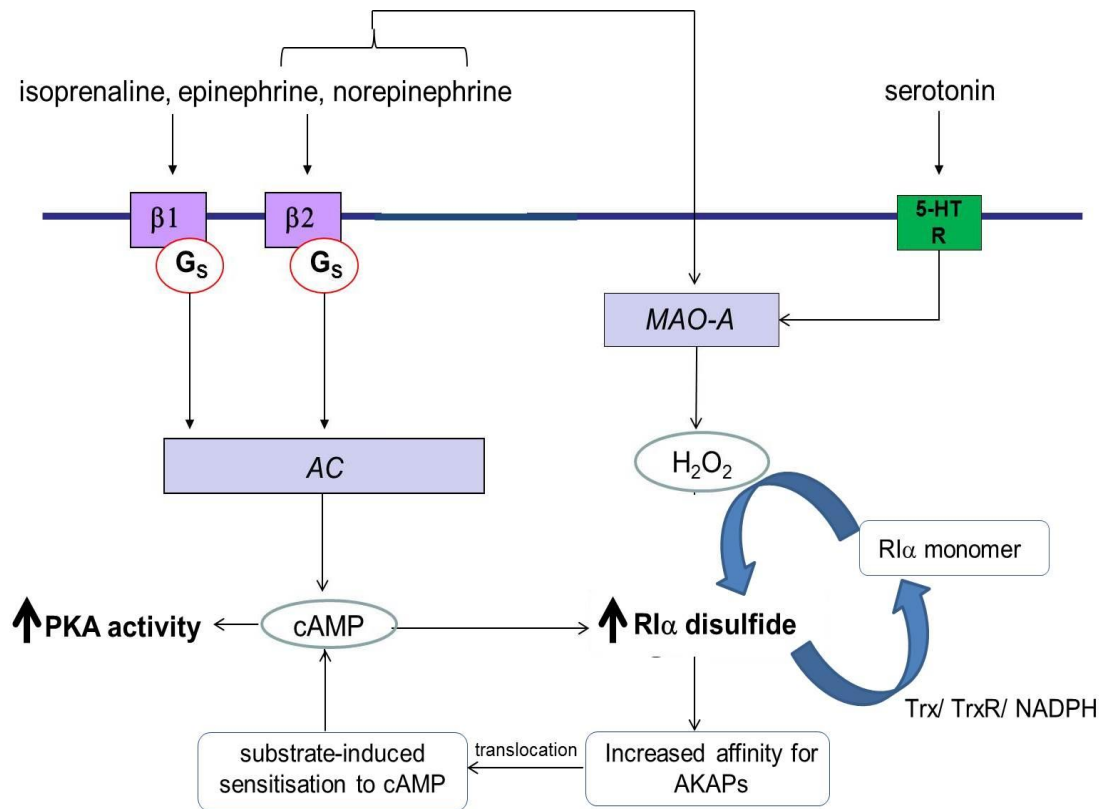 isoprenaline, epinephrine, norepinephrine
serotonin
β1
β2
5-HT
R
Gs
Gs
MAO-A
AC
H₂O₂
RIα monomer
PKA activity
cAMP
RIα disulfide
Trx/ TrxR/ NADPH
substrate-induced
sensitisation to cAMP
translocation
Increased affinity for
AKAPs